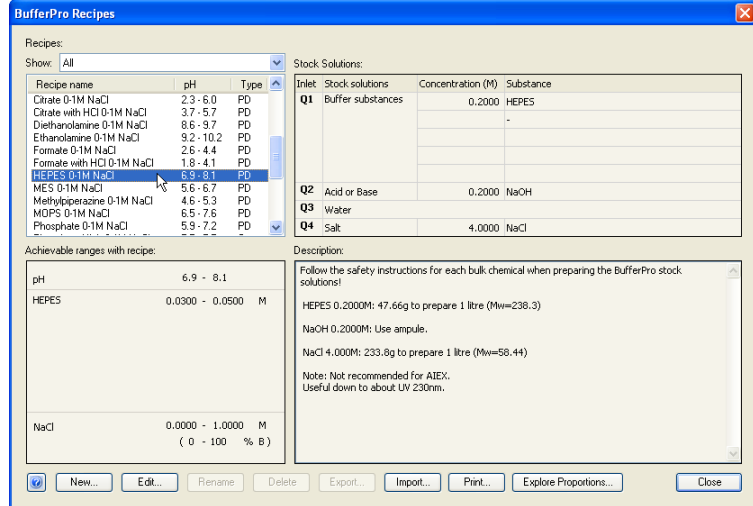 BufferPro Recipes
Recipes:
Show: All
Recipe name pH Type
Citrate 0-1M NaCl 2.3 - 6.0 PD
Citrate with HCl 0-1M NaCl 3.7 - 5.7 PD
Diethanolamine 0-1M NaCl 8.6 - 9.7 PD
Ethanolamine 0-1M NaCl 9.2 - 10.2 PD
Formate 0-1M NaCl 2.6 - 4.4 PD
Formate with HCl 0-1M NaCl 1.8 - 4.1 PD
HEPES 0-1M NaCl 6.9 - 8.1 PD
MES 0-1M NaCl 5.6 - 6.7 PD
Methylpiperazine 0-1M NaCl 4.6 - 5.3 PD
MOPS 0-1M NaCl 6.5 - 7.6 PD
Phosphate 0-1M NaCl 5.9 - 7.2 PD
Stock Solutions:
Inlet Stock solutions Concentration (M) Substance
Q1 Buffer substances 0.2000 HEPES
-
Q2 Acid or Base 0.2000 NaOH
Q3 Water
Q4 Salt 4.0000 NaCl
Achievable ranges with recipe:
pH 6.9 - 8.1
HEPES 0.0300 - 0.0500 M
NaCl 0.0000 - 1.0000 M
( 0 - 100 % B )
Description:
Follow the safety instructions for each bulk chemical when preparing the BufferPro stock
solutions!
HEPES 0.2000M: 47.66g to prepare 1 litre (Mw=238.3)
NaOH 0.2000M: Use ampule.
NaCl 4.000M: 233.8g to prepare 1 litre (Mw=58.44)
Note: Not recommended for AIEX.
Useful down to about UV 230nm.
? New... Edit... Rename Delete Export... Import... Print... Explore Proportions... Close